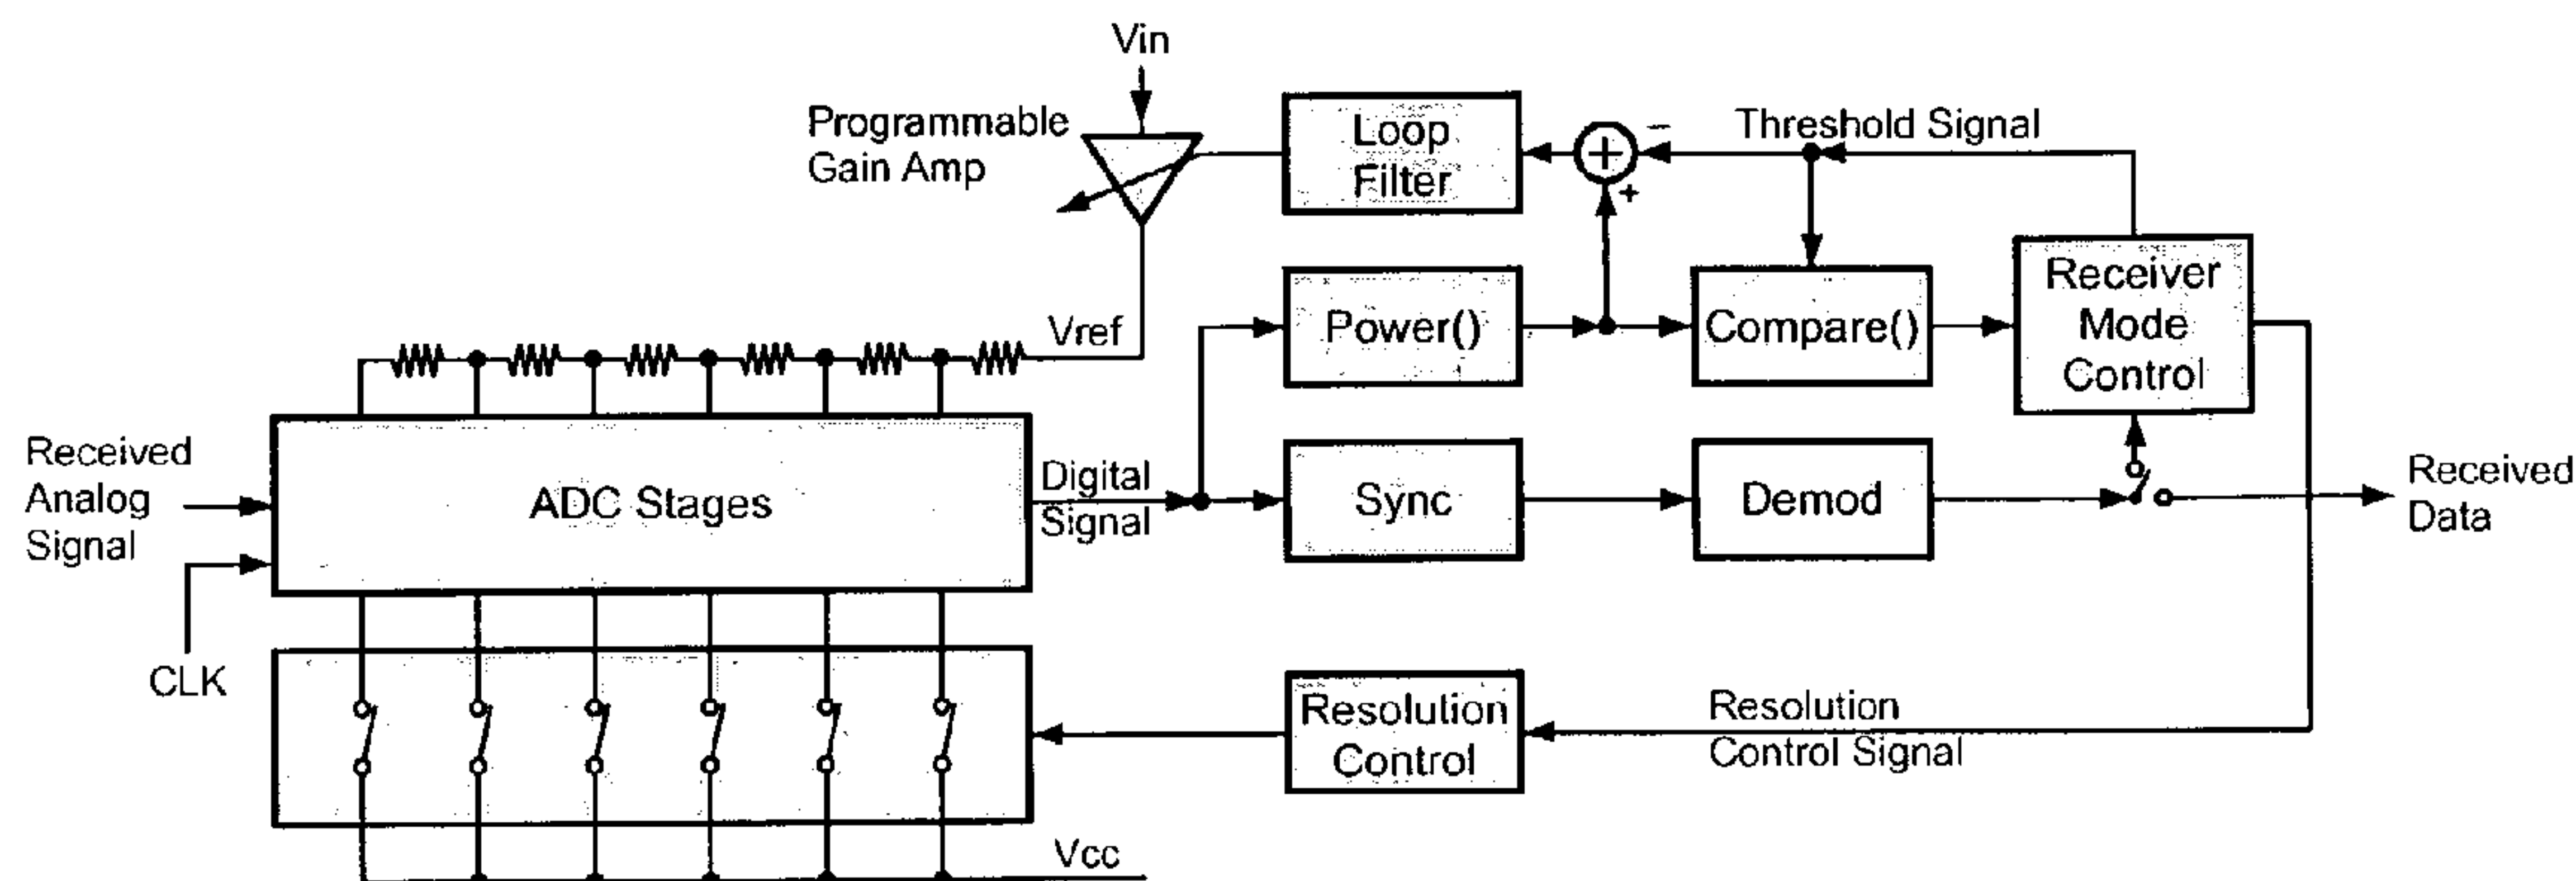 Vin
Programmable
Gain Amp
Loop
Filter
−
+
+
Threshold Signal
Receiver
Mode
Control
Vref
Power()
Compare()
Received
Analog
Signal
ADC Stages
Digital
Signal
Sync
Demod
Received
Data
CLK
Resolution
Control
Resolution
Control Signal
Vcc